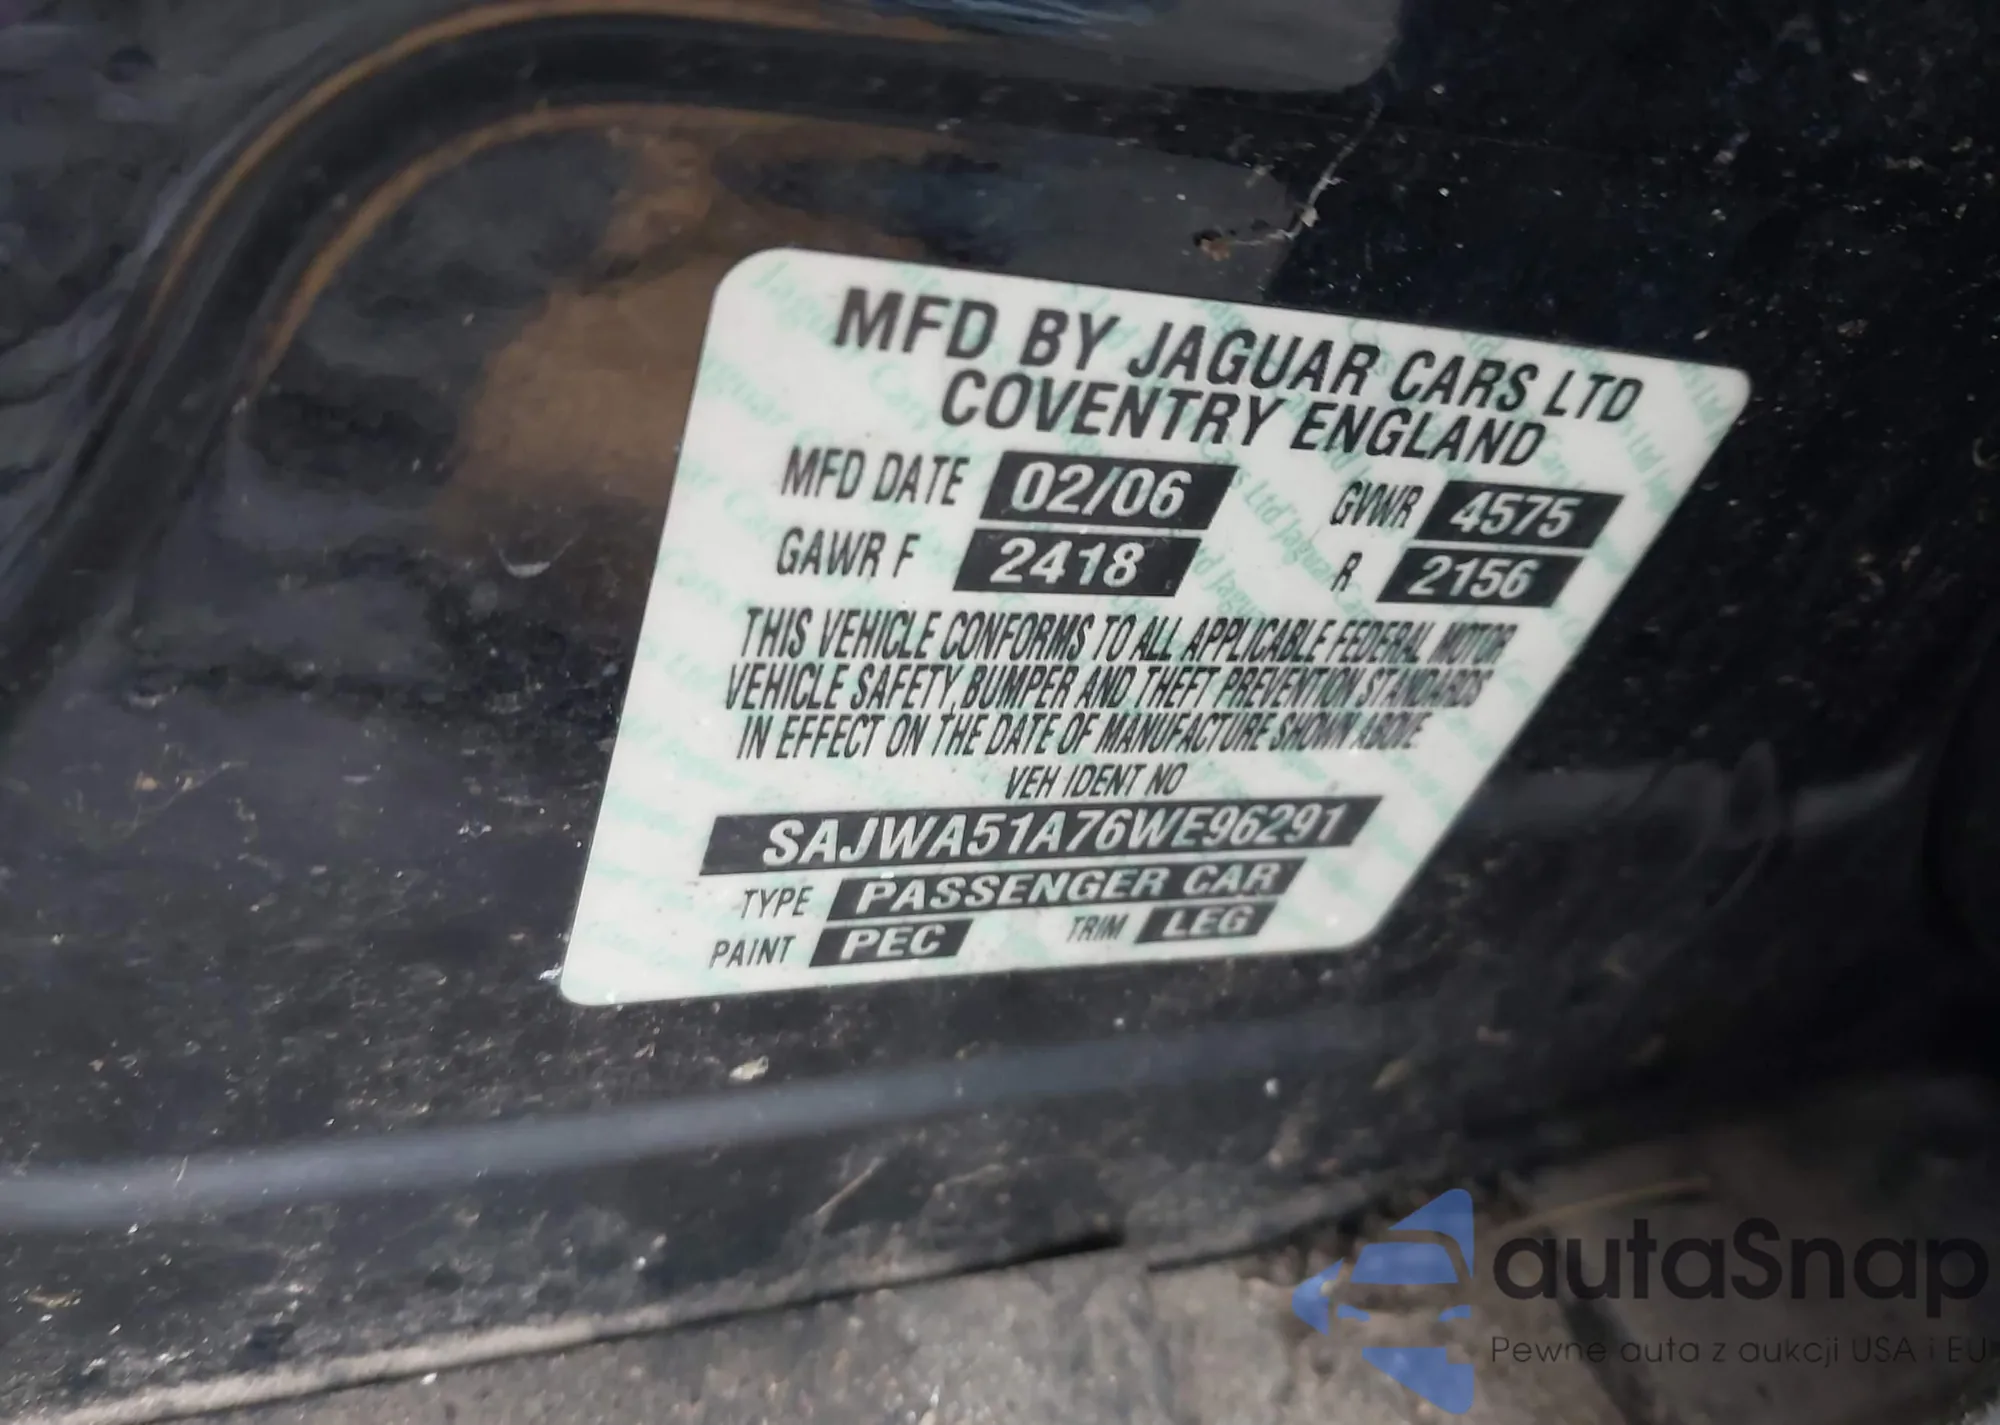 MFD BY JAGUAR CARS LTD
COVENTRY ENGLAND
MFD DATE 02/06 GVWR 4575
GAWR F 2418 R 2156
THIS VEHICLE CONFORMS TO ALL APPLICABLE FEDERAL MOTOR
VEHICLE SAFETY, BUMPER AND THEFT PREVENTION STANDARDS
IN EFFECT ON THE DATE OF MANUFACTURE SHOWN ABOVE
VEH IDENT NO
SAJWA51A76WE96291
TYPE PASSENGER CAR
PAINT PEC TRIM LEG
autaSnap
Pewne auta z aukcji USA i EU